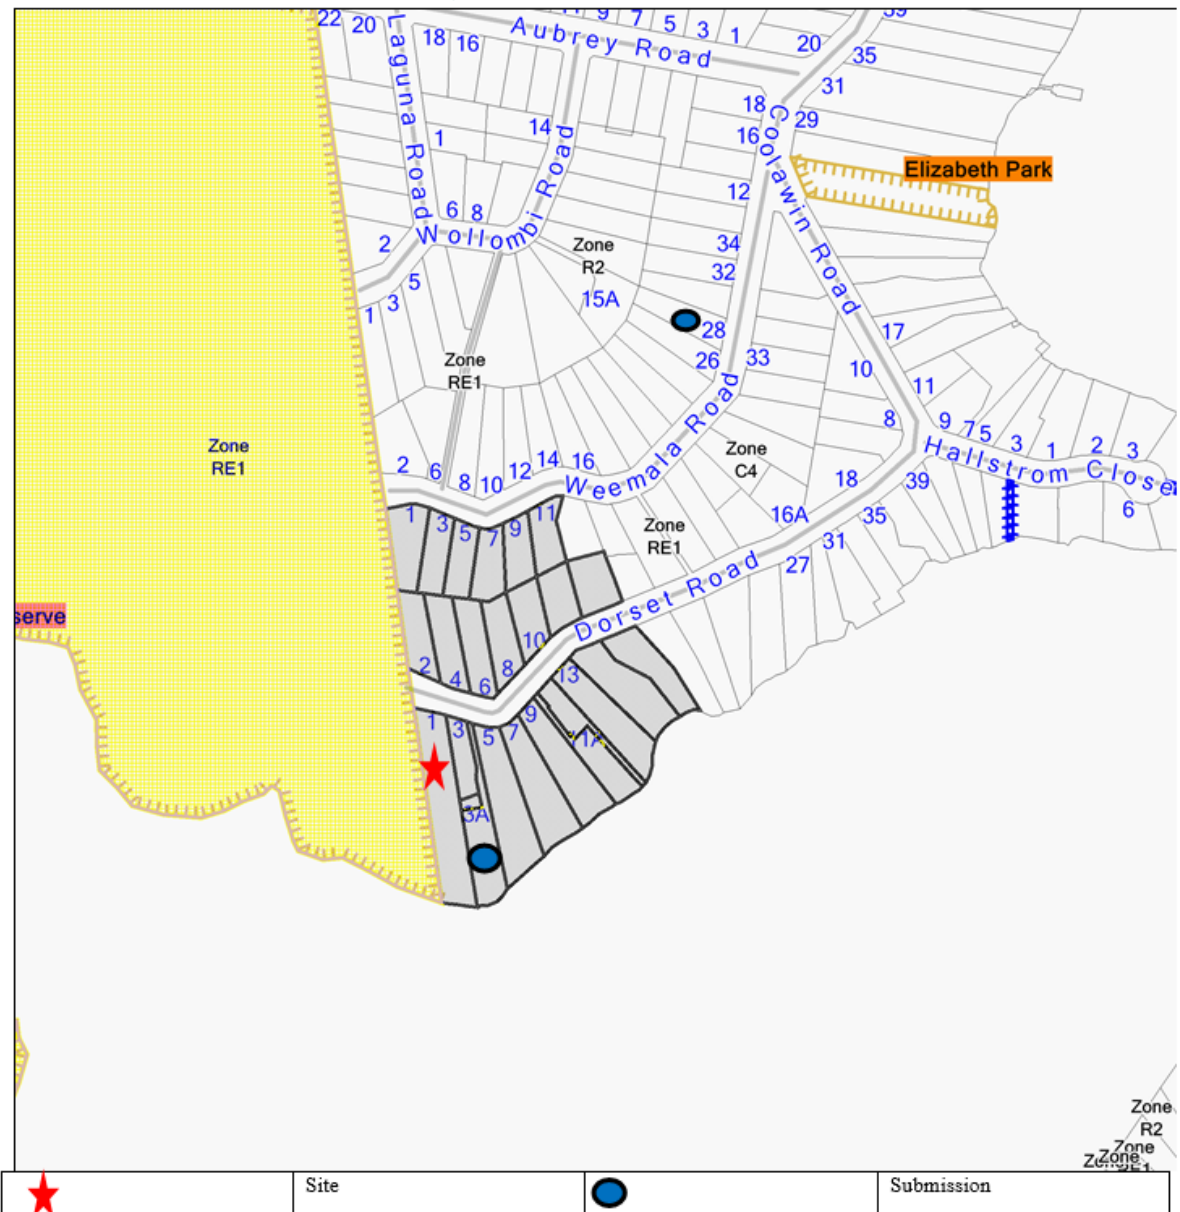 22 20
18 16
Laguna Road
9 7 5 3 1
Aubrey Road
39
20
35
31
18
29
16
Coolawin Road
14
1
Elizabeth Park
12
6 8
Wollombi Road
34
Zone
R2
2
32
5
15A
3
1
28
17
33
26
Zone
RE1
10
11
8
9 7 5 3 1 2 3
Hallstrom Close
Zone
RE1
Zone
C4
2 6 8 10 12 14 16
Weemala Road
18
39
6
16A
35
1 3 5 7 9 11
Zone
RE1
31
27
serve
Dorset Road
10
2 4 6 8
13
1 3 5 7 9
11A
3A
Zone
R2
Zone
Zone
RE1
Site
Submission